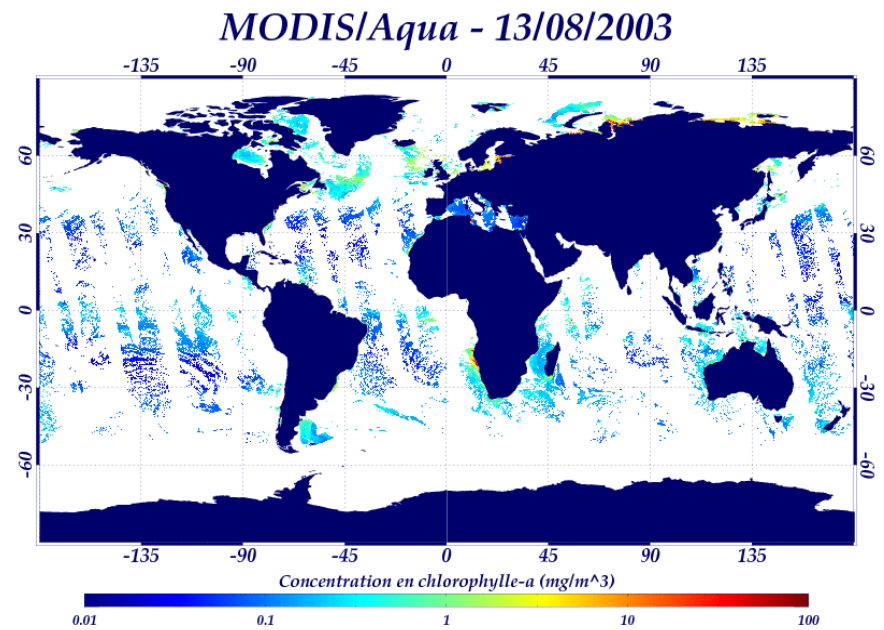 MODIS/Aqua - 13/08/2003
-135 -90 -45 0 45 90 135
60 60
30 30
0 0
-30 -30
-60 -60
-135 -90 -45 0 45 90 135
Concentration en chlorophylle-a (mg/m^3)
0.01 0.1 1 10 100